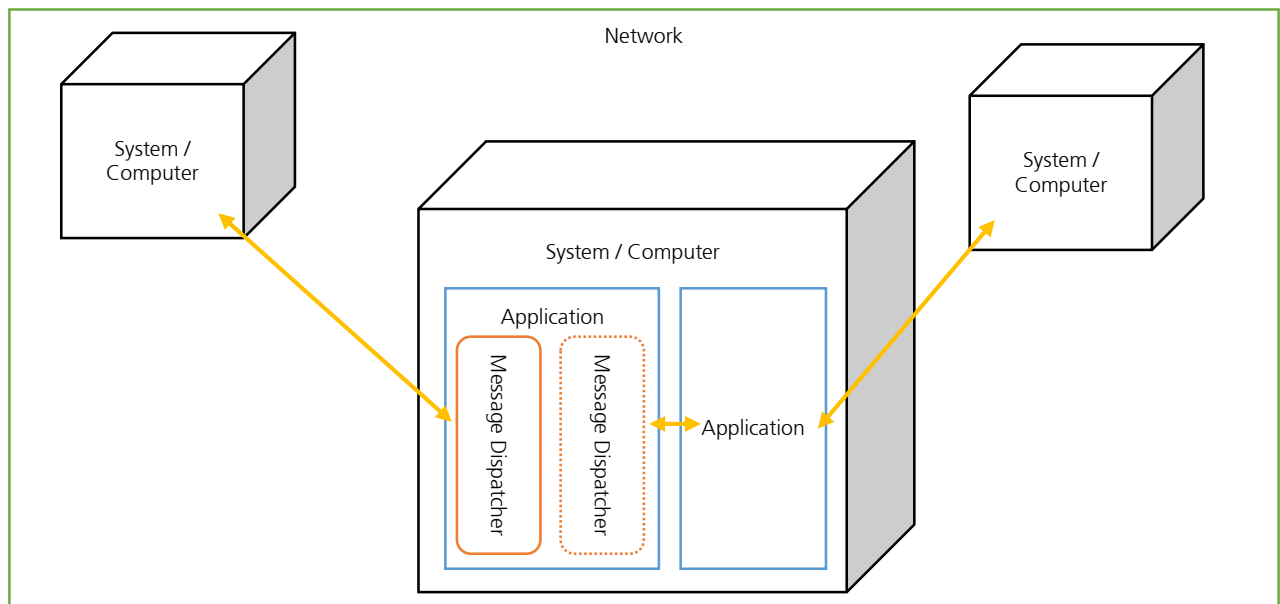 Network
System /
Computer
System /
Computer
System / Computer
Application
Message Dispatcher
Message Dispatcher
Application